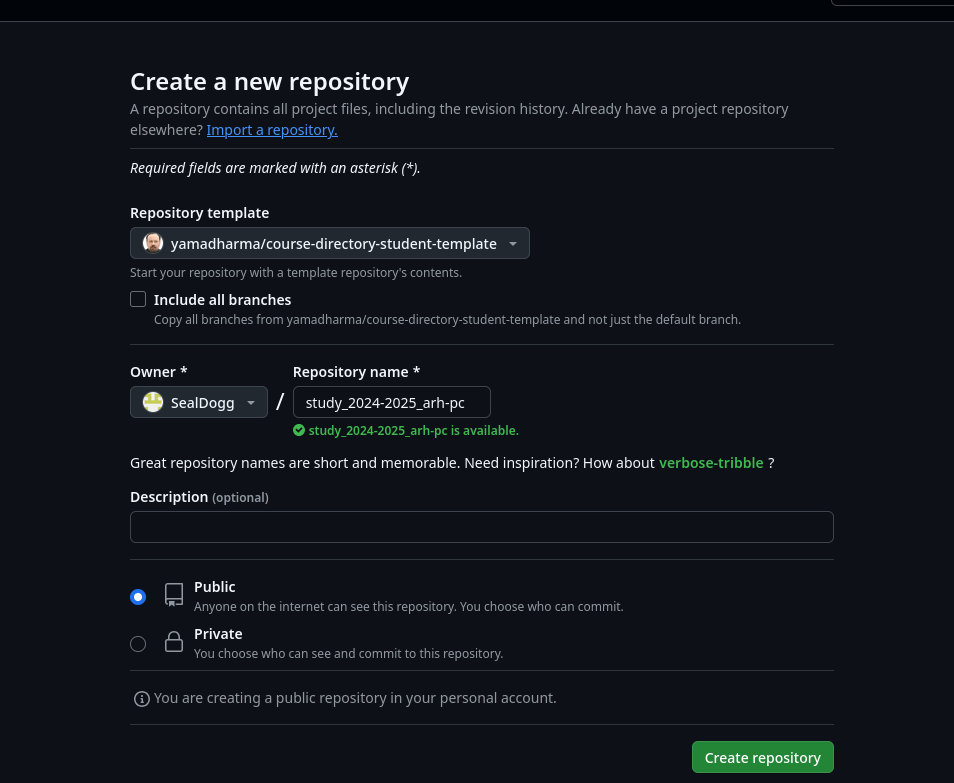 Create a new repository
A repository contains all project files, including the revision history. Already have a project repository
elsewhere? Import a repository.
Required fields are marked with an asterisk (*).
Repository template
yamadharma/course-directory-student-template
Start your repository with a template repository's contents.
Include all branches
Copy all branches from yamadharma/course-directory-student-template and not just the default branch.
Owner * Repository name *
SealDogg / study_2024-2025_arh-pc
study_2024-2025_arh-pc is available.
Great repository names are short and memorable. Need inspiration? How about verbose-tribble ?
Description (optional)
Public
Anyone on the internet can see this repository. You choose who can commit.
Private
You choose who can see and commit to this repository.
You are creating a public repository in your personal account.
Create repository